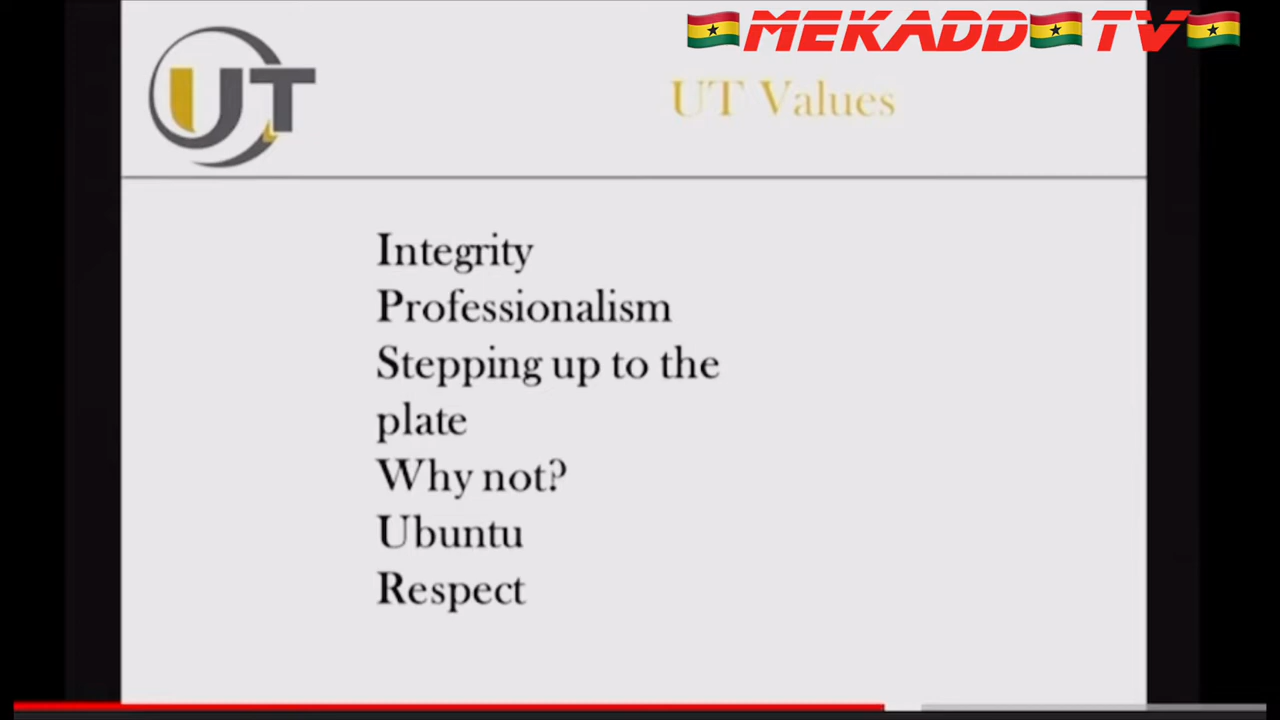 🇬🇭MEKADD🇬🇭TV🇬🇭
UT
UT Values
Integrity
Professionalism
Stepping up to the
plate
Why not?
Ubuntu
Respect